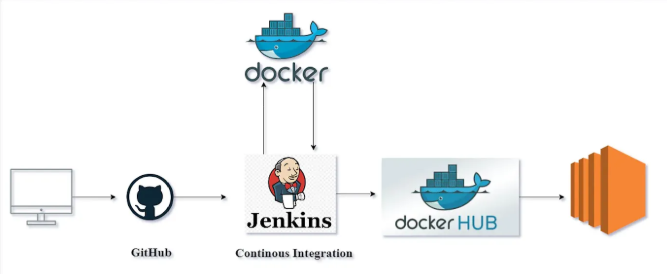 docker
Jenkins
docker HUB
GitHub
Continous Integration